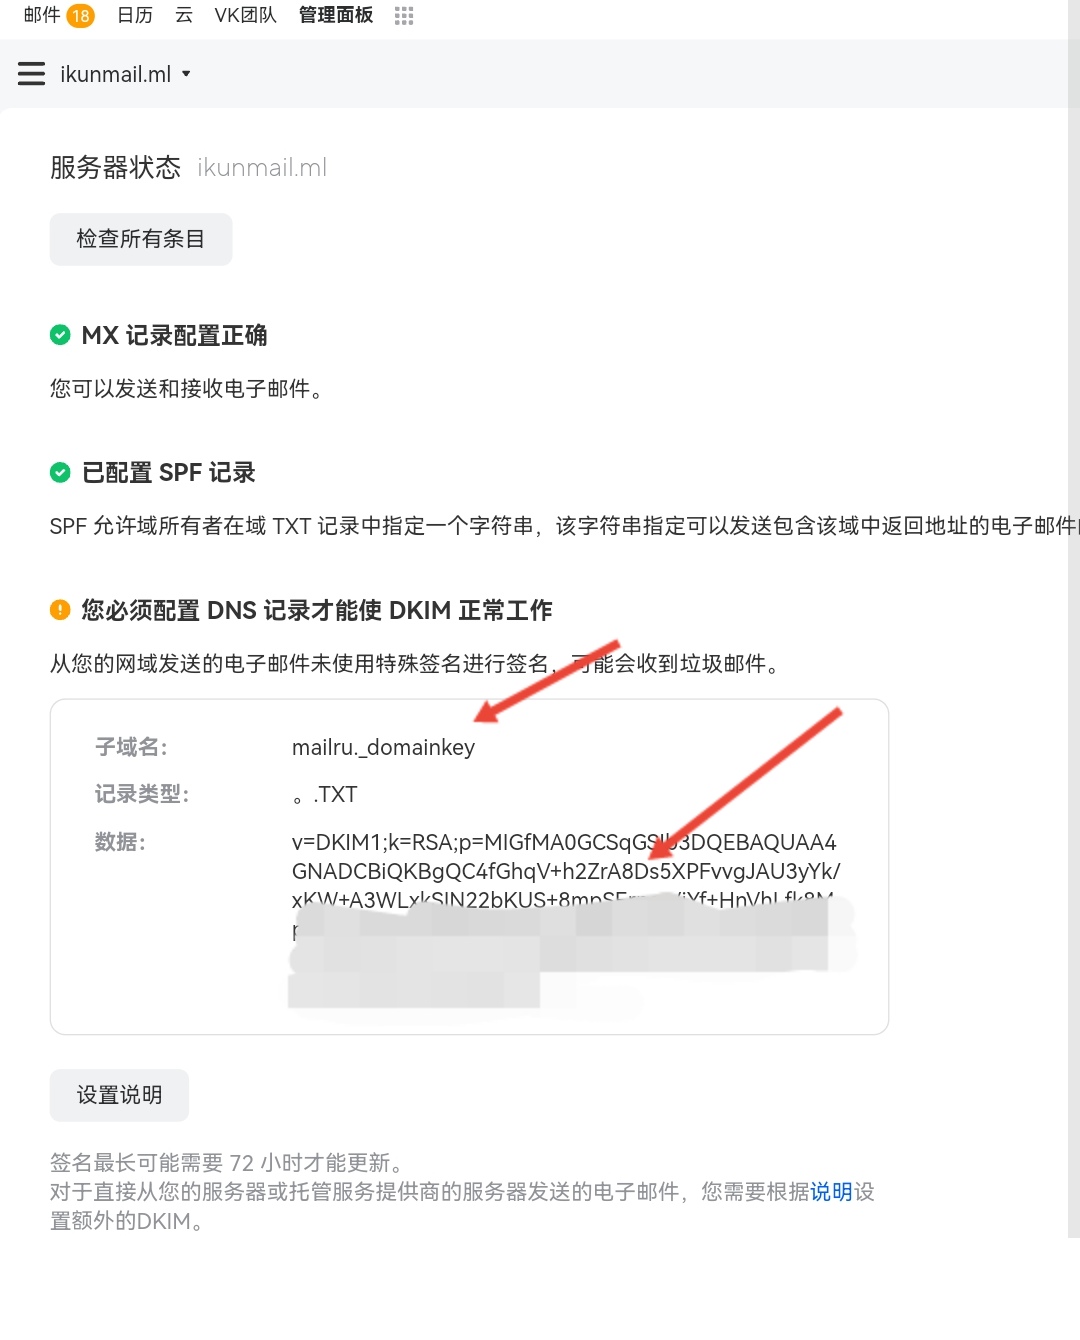 邮件 18 日历 云 VK团队 管理面板
ikunmail.ml
服务器状态 ikunmail.ml
检查所有条目
MX 记录配置正确
您可以发送和接收电子邮件。
已配置 SPF 记录
SPF 允许域所有者在域 TXT 记录中指定一个字符串，该字符串指定可以发送包含该域中返回地址的电子邮件
您必须配置 DNS 记录才能使 DKIM 正常工作
从您的网域发送的电子邮件未使用特殊签名进行签名，可能会收到垃圾邮件。
子域名: mailru._domainkey
记录类型: 。.TXT
数据: v=DKIM1;k=RSA;p=MIGfMA0GCSqGSIb3DQEBAQUAA4
GNADCBiQKBgQC4fGhqV+h2ZrA8Ds5XPFvvgJAU3yYk/
xKW+A3WLxkSIN22bKUS+8mpSF
设置说明
签名最长可能需要 72 小时才能更新。
对于直接从您的服务器或托管服务提供商的服务器发送的电子邮件，您需要根据说明设
置额外的DKIM。